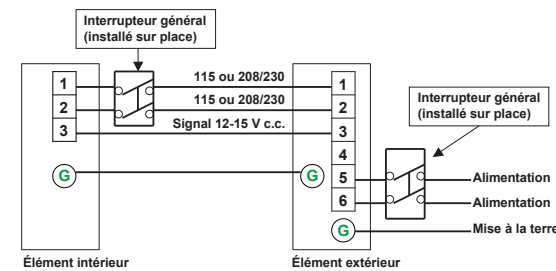 Interrupteur général
(installé sur place)
115 ou 208/230
115 ou 208/230
Signal 12-15 V c.c.
1
2
3
G
1
2
3
4
5
6
G
G
Interrupteur général
(installé sur place)
Alimentation
Alimentation
Mise à la terre
Élément intérieur
Élément extérieur